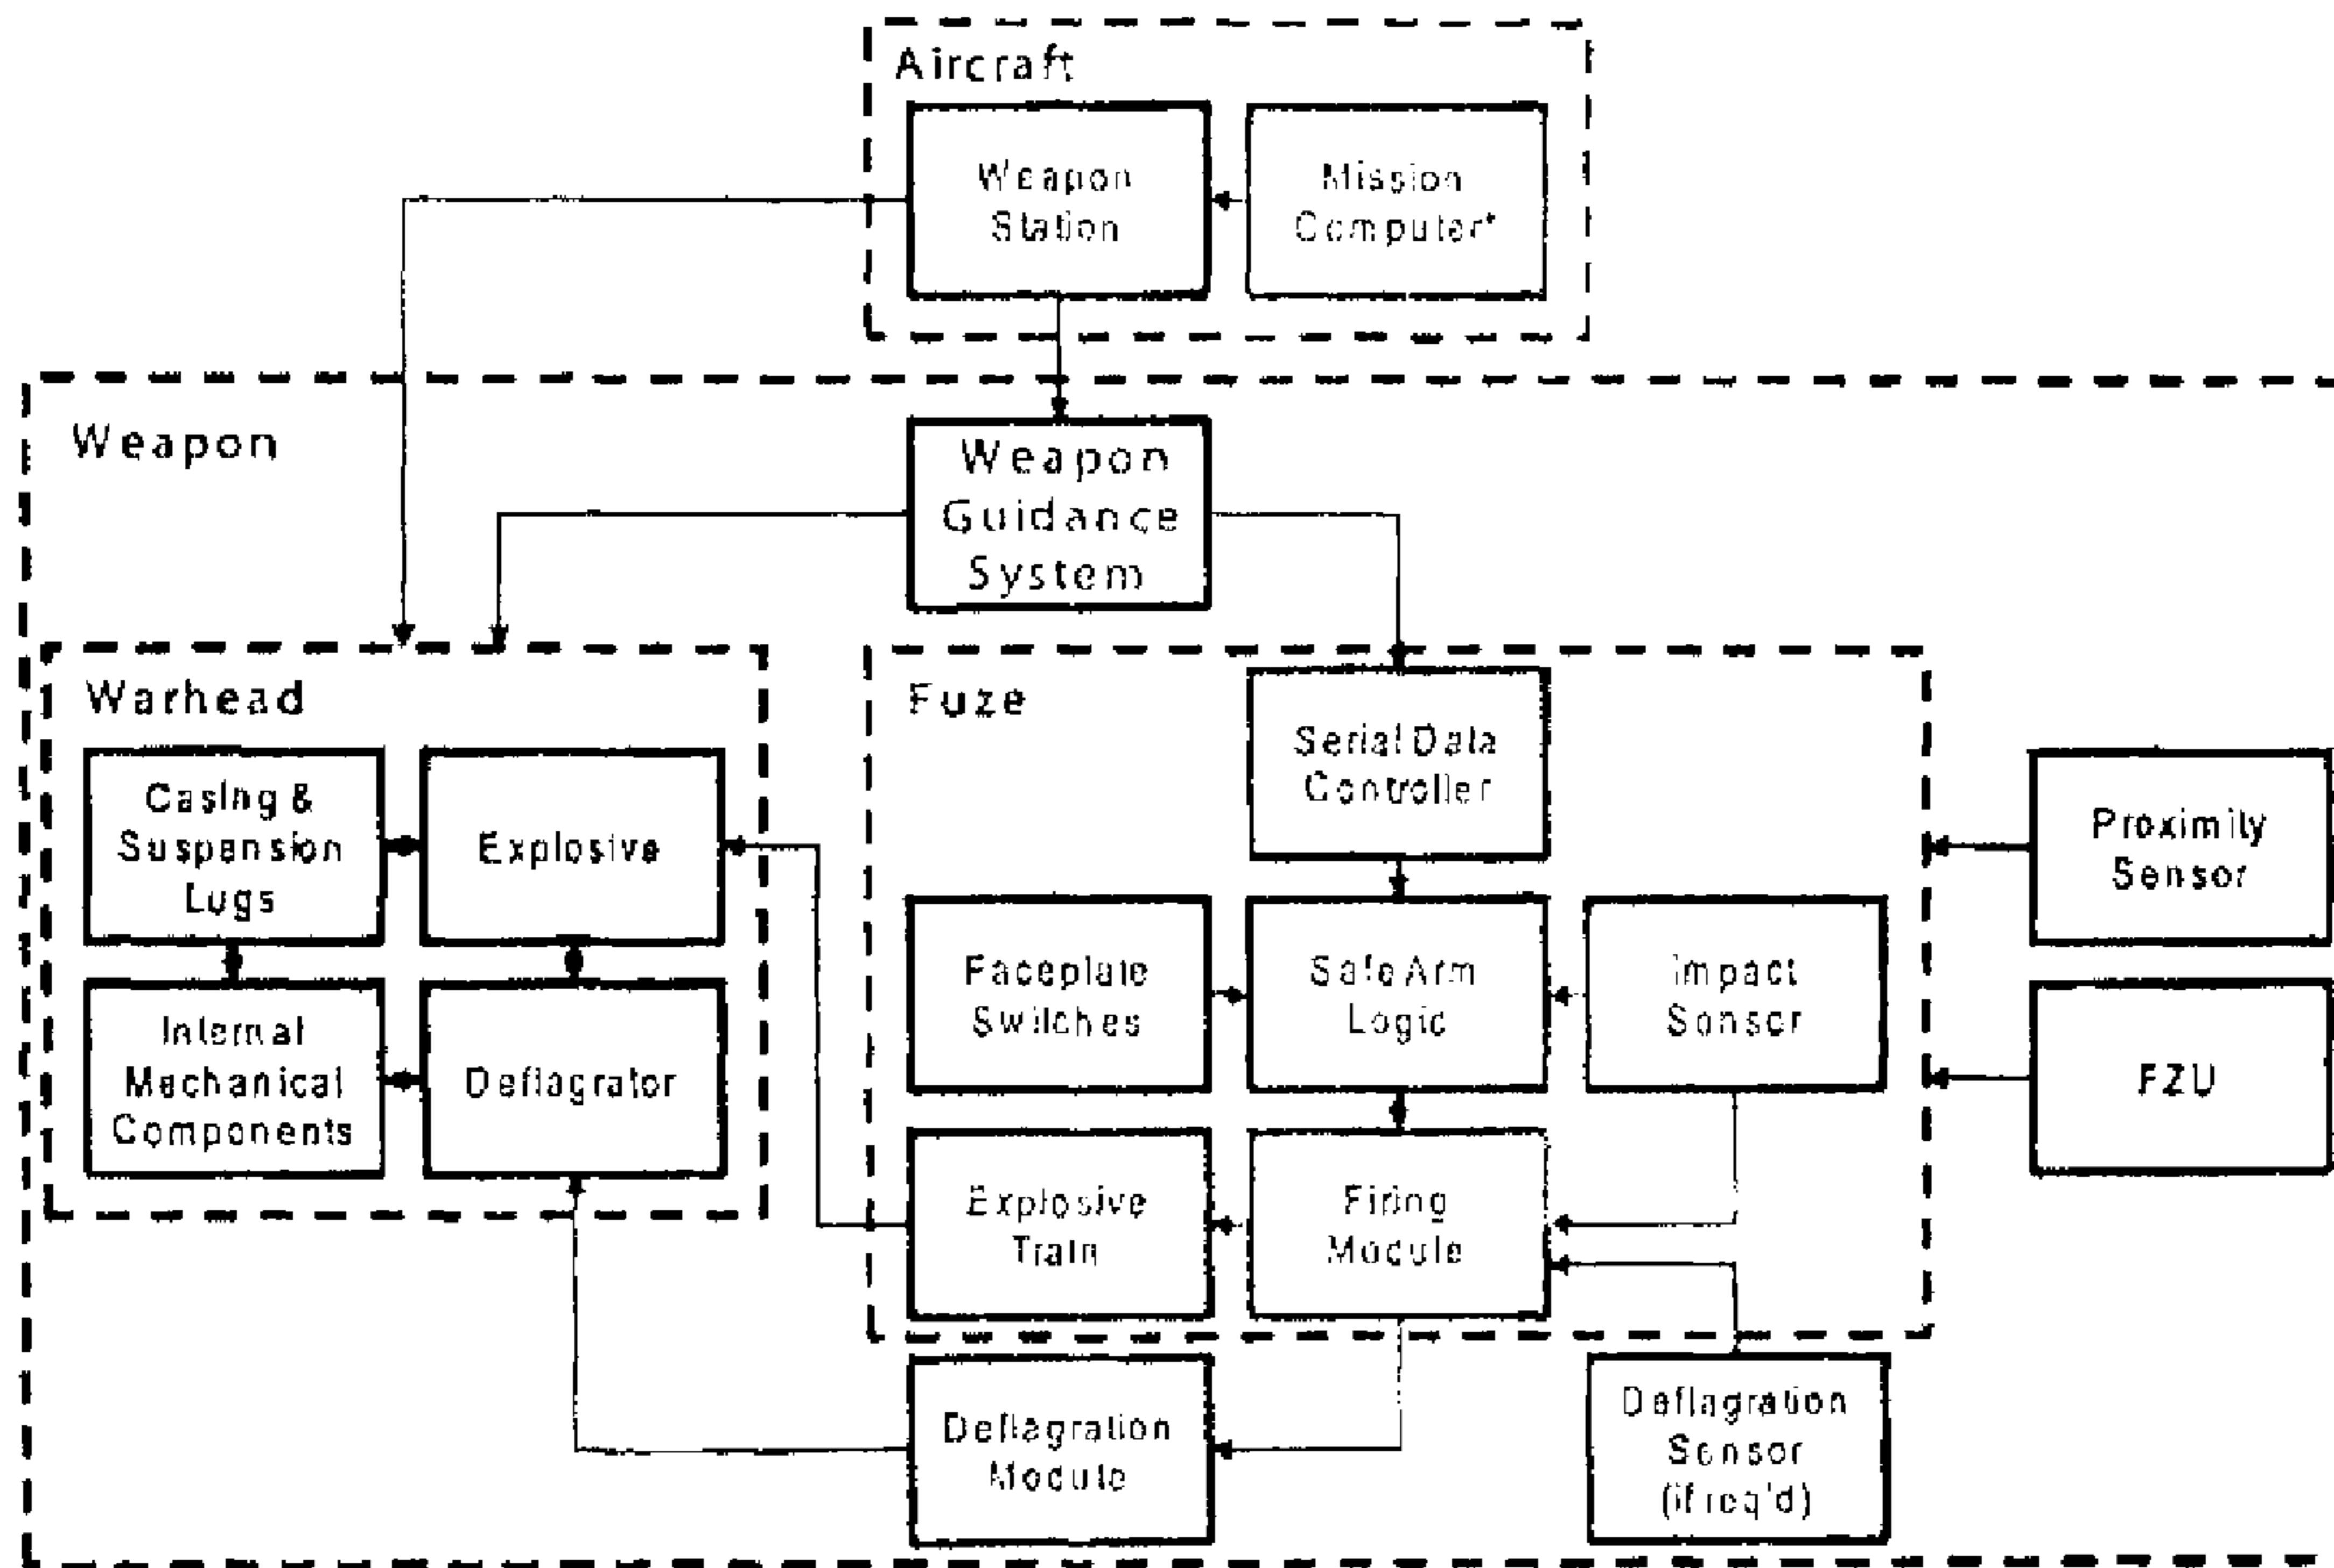 Aircraft
Weapon
Station
Mission
Computer*
Weapon
Weapon
Guidance
System
Warhead
Casing &
Suspension
Lugs
Explosive
Internal
Mechanical
Components
Deflagrator
Fuze
Serial Data
Controller
Faceplate
Switches
Safe Arm
Logic
Impact
Sensor
Explosive
Train
Firing
Module
Proximity
Sensor
FZU
Deflagration
Module
Deflagration
Sensor
(if req'd)